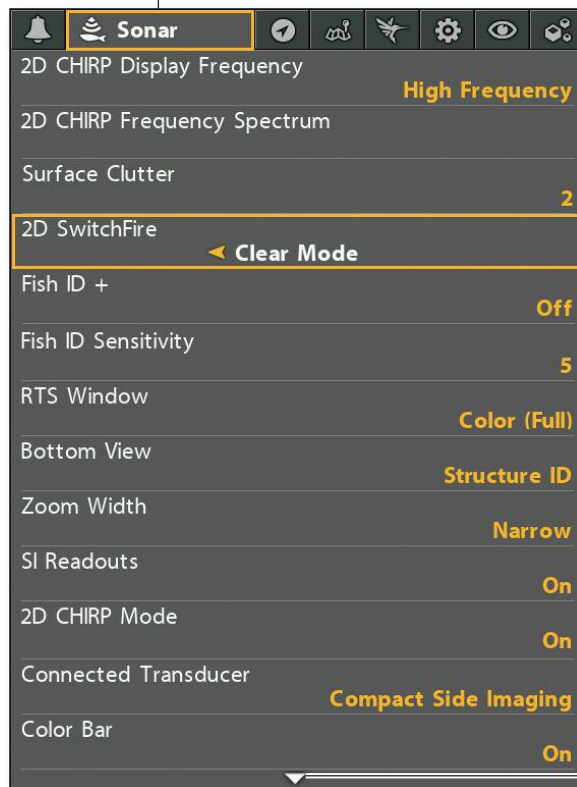 Sonar
2D CHIRP Display Frequency
High Frequency
2D CHIRP Frequency Spectrum
Surface Clutter
2
2D SwitchFire
Clear Mode
Fish ID +
Off
Fish ID Sensitivity
5
RTS Window
Color (Full)
Bottom View
Structure ID
Zoom Width
Narrow
SI Readouts
On
2D CHIRP Mode
On
Connected Transducer
Compact Side Imaging
Color Bar
On